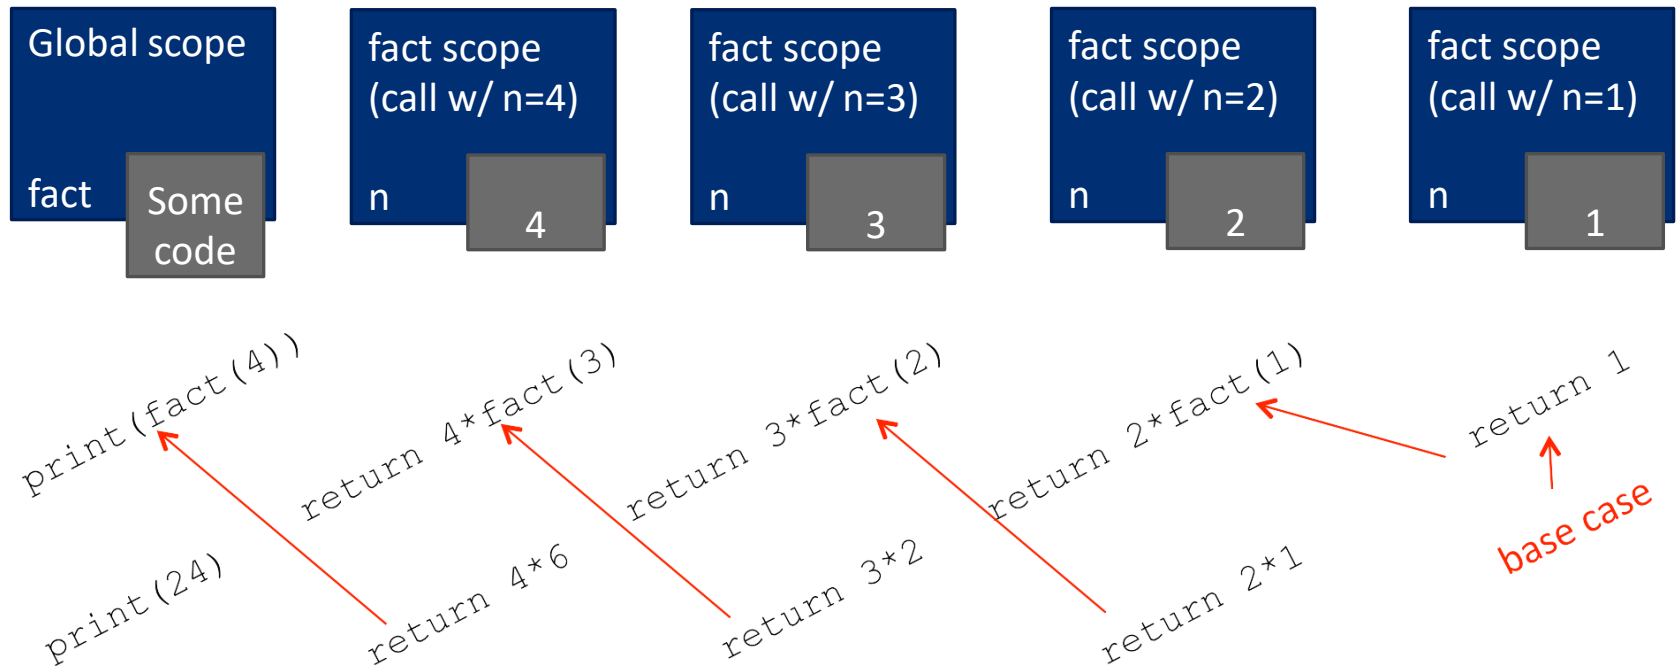 Global scope
fact
Some
code
fact scope
(call w/ n=4)
n
4
fact scope
(call w/ n=3)
n
3
fact scope
(call w/ n=2)
n
2
fact scope
(call w/ n=1)
n
1
print(fact(4))
return 4*fact(3)
return 3*fact(2)
return 2*fact(1)
return 1
base case
print(24)
return 4*6
return 3*2
return 2*1